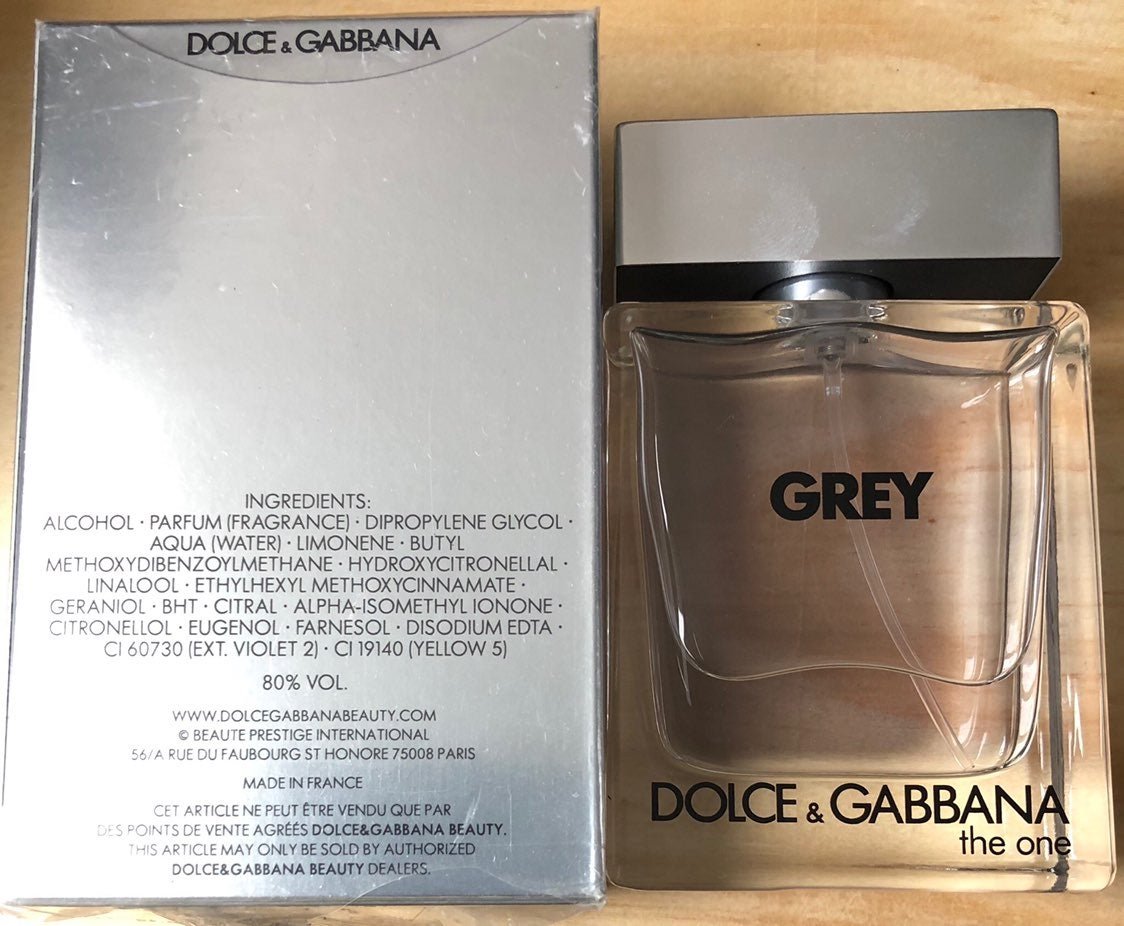 DOLCE & GABBANA
INGREDIENTS:
ALCOHOL · PARFUM (FRAGRANCE) · DIPROPYLENE GLYCOL ·
AQUA (WATER) · LIMONENE · BUTYL
METHOXYDIBENZOYLMETHANE · HYDROXYCITRONELLAL ·
LINALOOL · ETHYLHEXYL METHOXYCINNAMATE ·
GERANIOL · BHT · CITRAL · ALPHA-ISOMETHYL IONONE ·
CITRONELLOL · EUGENOL · FARNESOL · DISODIUM EDTA ·
CI 60730 (EXT. VIOLET 2) · CI 19140 (YELLOW 5)
80% VOL.
WWW.DOLCEGABBANABEAUTY.COM
© BEAUTE PRESTIGE INTERNATIONAL
56/A RUE DU FAUBOURG ST HONORE 75008 PARIS
MADE IN FRANCE
CET ARTICLE NE PEUT ÊTRE VENDU QUE PAR
DES POINTS DE VENTE AGRÉÉS DOLCE&GABBANA BEAUTY.
THIS ARTICLE MAY ONLY BE SOLD BY AUTHORIZED
DOLCE&GABBANA BEAUTY DEALERS.
GREY
DOLCE & GABBANA
the one